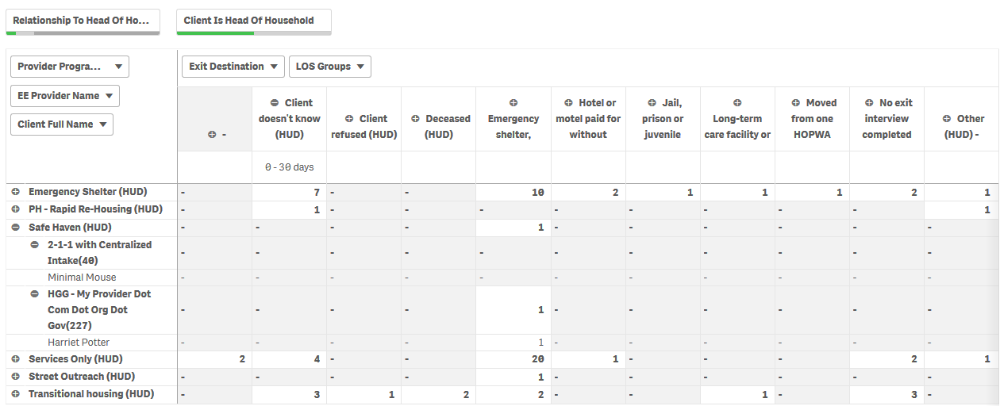 Relationship To Head Of Ho... Client Is Head Of Household
Provider Progra... Exit Destination LOS Groups
EE Provider Name
Client Full Name
-
Client
doesn't know
(HUD)
Client
refused (HUD)
Deceased
(HUD)
Emergency
shelter,
Hotel or
motel paid for
without
Jail,
prison or
juvenile
Long-term
care facility or
Moved
from one
HOPWA
No exit
interview
completed
Other
(HUD) -
0 - 30 days
Emergency Shelter (HUD) - 7 - - 10 2 1 1 1 2 1
PH - Rapid Re-Housing (HUD) - 1 - - - - - - - - 1
Safe Haven (HUD) - - - - 1 - - - - - -
2-1-1 with Centralized
Intake(40) - - - - - - - - - - -
Minimal Mouse - - - - - - - - - - -
HGG - My Provider Dot
Com Dot Org Dot - - - - 1 - - - - - -
Gov(227)
Harriet Potter - - - - 1 - - - - - -
Services Only (HUD) 2 4 - - 20 1 - - - 2 1
Street Outreach (HUD) - - - - 1 - - - - - -
Transitional housing (HUD) - 3 1 2 2 - - 1 - 3 -